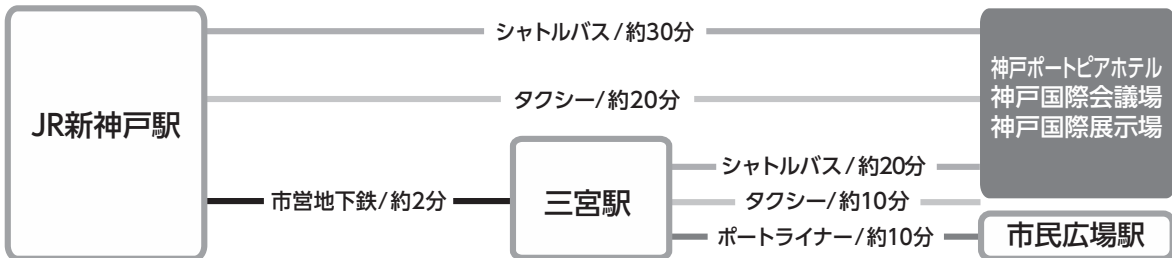 シャトルバス/約30分
神戸ポートピアホテル
神戸国際会議場
神戸国際展示場
タクシー/約20分
JR新神戸駅
シャトルバス/約20分
市営地下鉄/約2分
三宮駅
タクシー/約10分
ポートライナー/約10分
市民広場駅